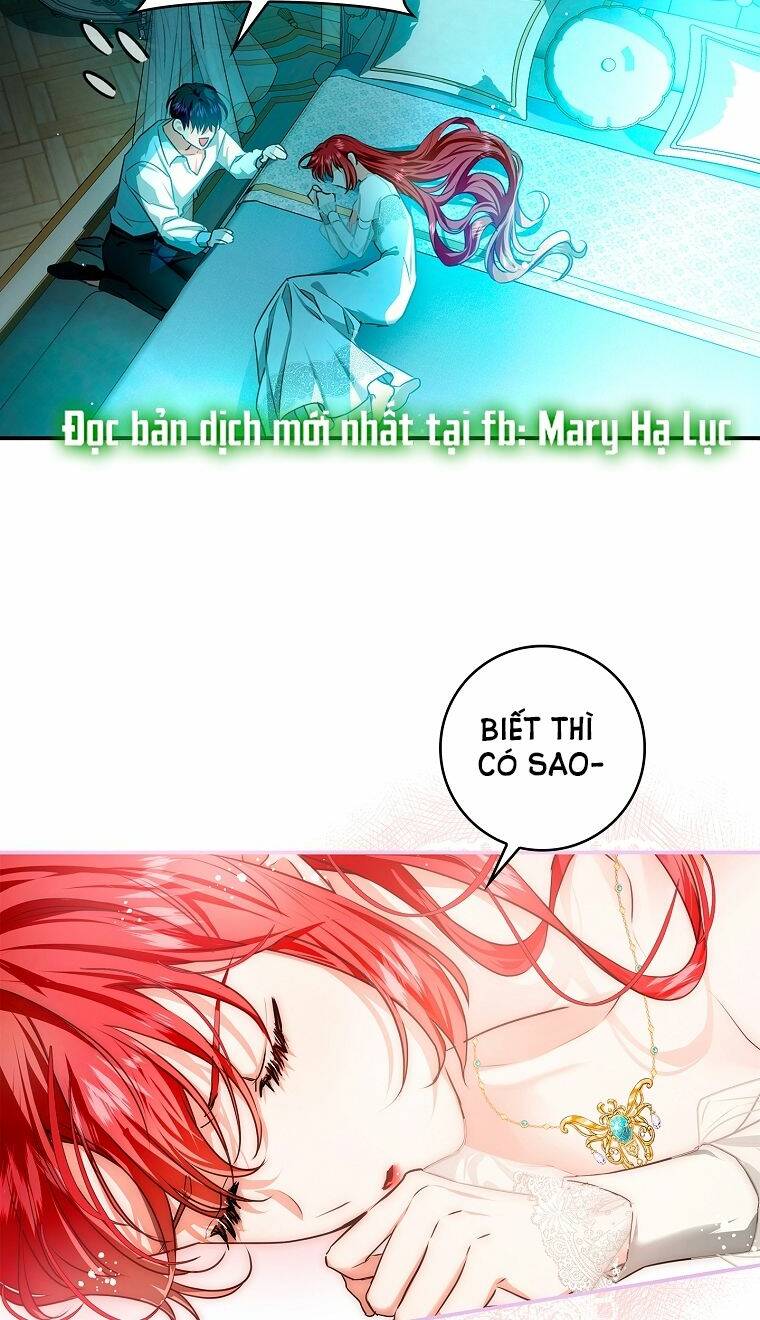 Đọc bản dịch mới nhất tại fb: Mary Hạ Lục
BIẾT THÌ
CÓ SAO-